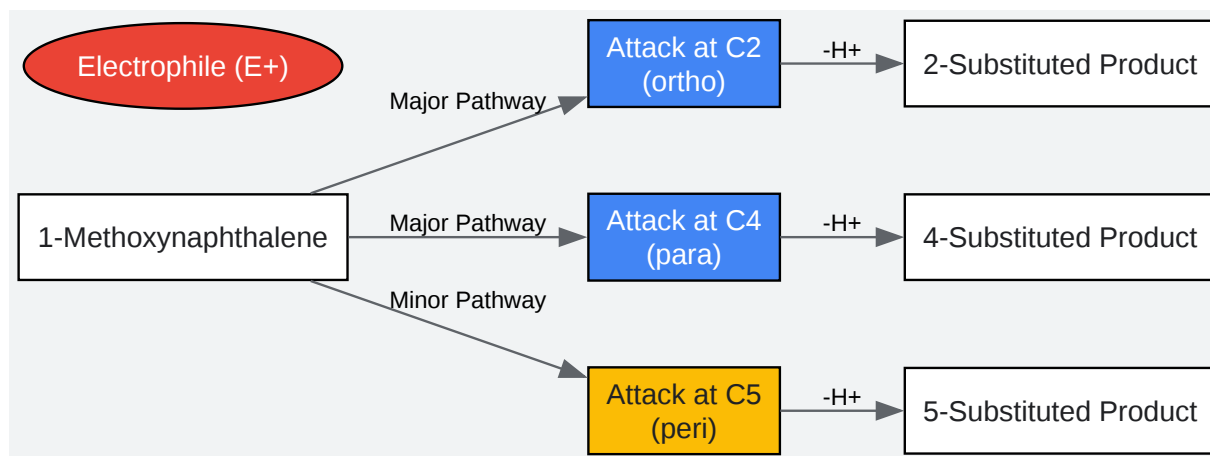 Electrophile (E+)
Attack at C2
(ortho)
-H+
2-Substituted Product
Major Pathway
1-Methoxynaphthalene
Major Pathway
Attack at C4
(para)
-H+
4-Substituted Product
Minor Pathway
Attack at C5
(peri)
-H+
5-Substituted Product